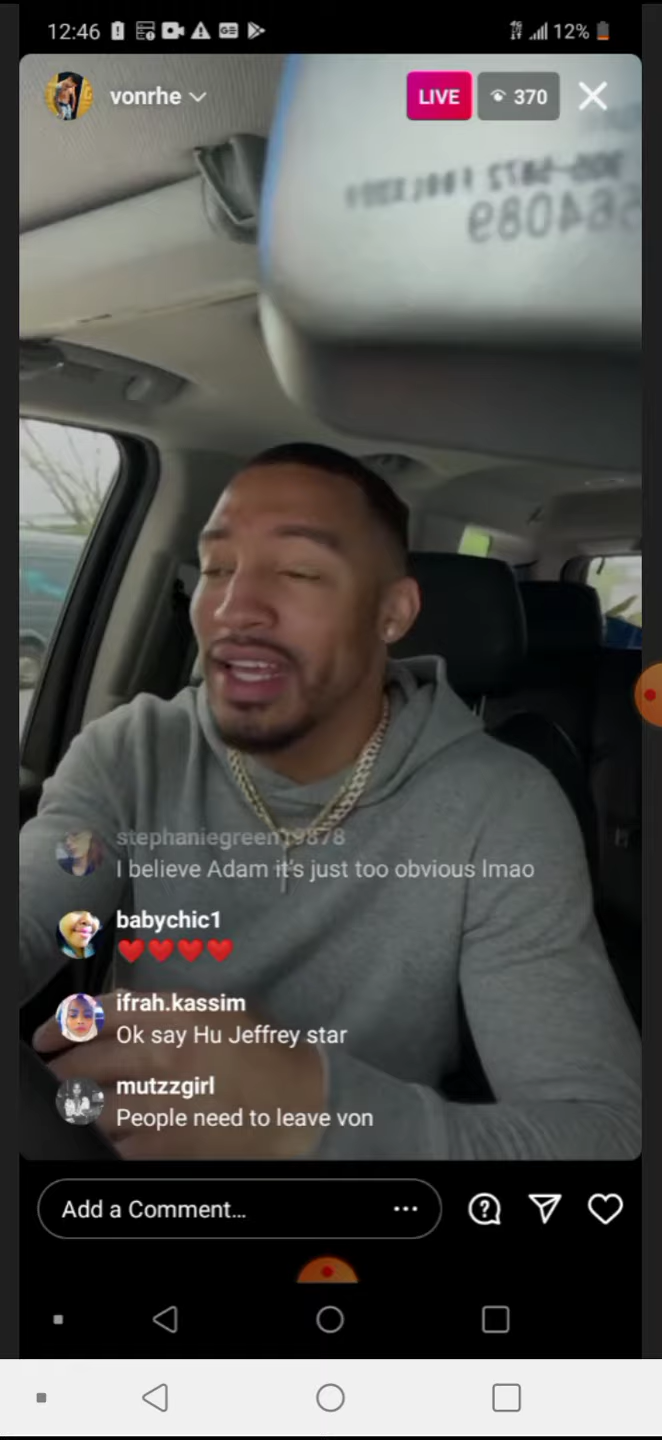 12:46
12%
vonrhe
LIVE
370
stephaniegreen19878
I believe Adam it's just too obvious lmao
babychic1
❤️❤️❤️❤️
ifrah.kassim
Ok say Hu Jeffrey star
mutzzgirl
People need to leave von
Add a Comment...